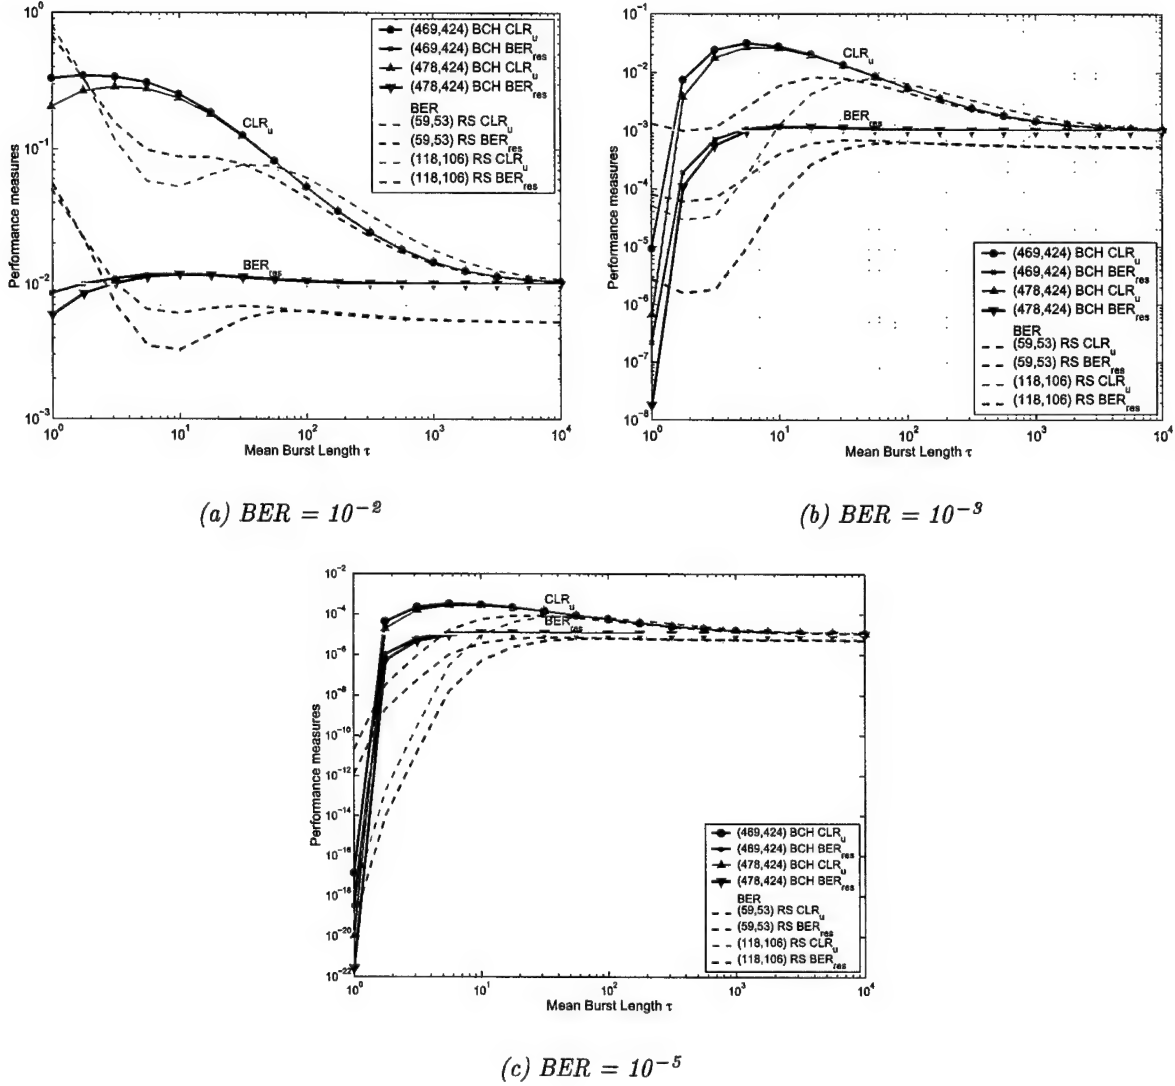 10^0
10^-1
10^-2
10^-3
Performance measures
CLR_u
BER_res
(469,424) BCH CLR_u
(469,424) BCH BER_res
(478,424) BCH CLR_u
(478,424) BCH BER_res
BER
(59,53) RS CLR_u
(59,53) RS BER_res
(118,106) RS CLR_u
(118,106) RS BER_res
10^0 10^1 10^2 10^3 10^4
Mean Burst Length τ
(a) BER = 10^-2
10^-1
10^-2
10^-3
10^-4
10^-5
10^-6
10^-7
10^-8
Performance measures
CLR_u
BER_res
(469,424) BCH CLR_u
(469,424) BCH BER_res
(478,424) BCH CLR_u
(478,424) BCH BER_res
BER
(59,53) RS CLR_u
(59,53) RS BER_res
(118,106) RS CLR_u
(118,106) RS BER_res
10^0 10^1 10^2 10^3 10^4
Mean Burst Length τ
(b) BER = 10^-3
10^-2
10^-4
10^-6
10^-8
10^-10
10^-12
10^-14
10^-16
10^-18
10^-20
10^-22
Performance measures
CLR_u
BER_res
(469,424) BCH CLR_u
(469,424) BCH BER_res
(478,424) BCH CLR_u
(478,424) BCH BER_res
BER
(59,53) RS CLR_u
(59,53) RS BER_res
(118,106) RS CLR_u
(118,106) RS BER_res
10^0 10^1 10^2 10^3 10^4
Mean Burst Length τ
(c) BER = 10^-5